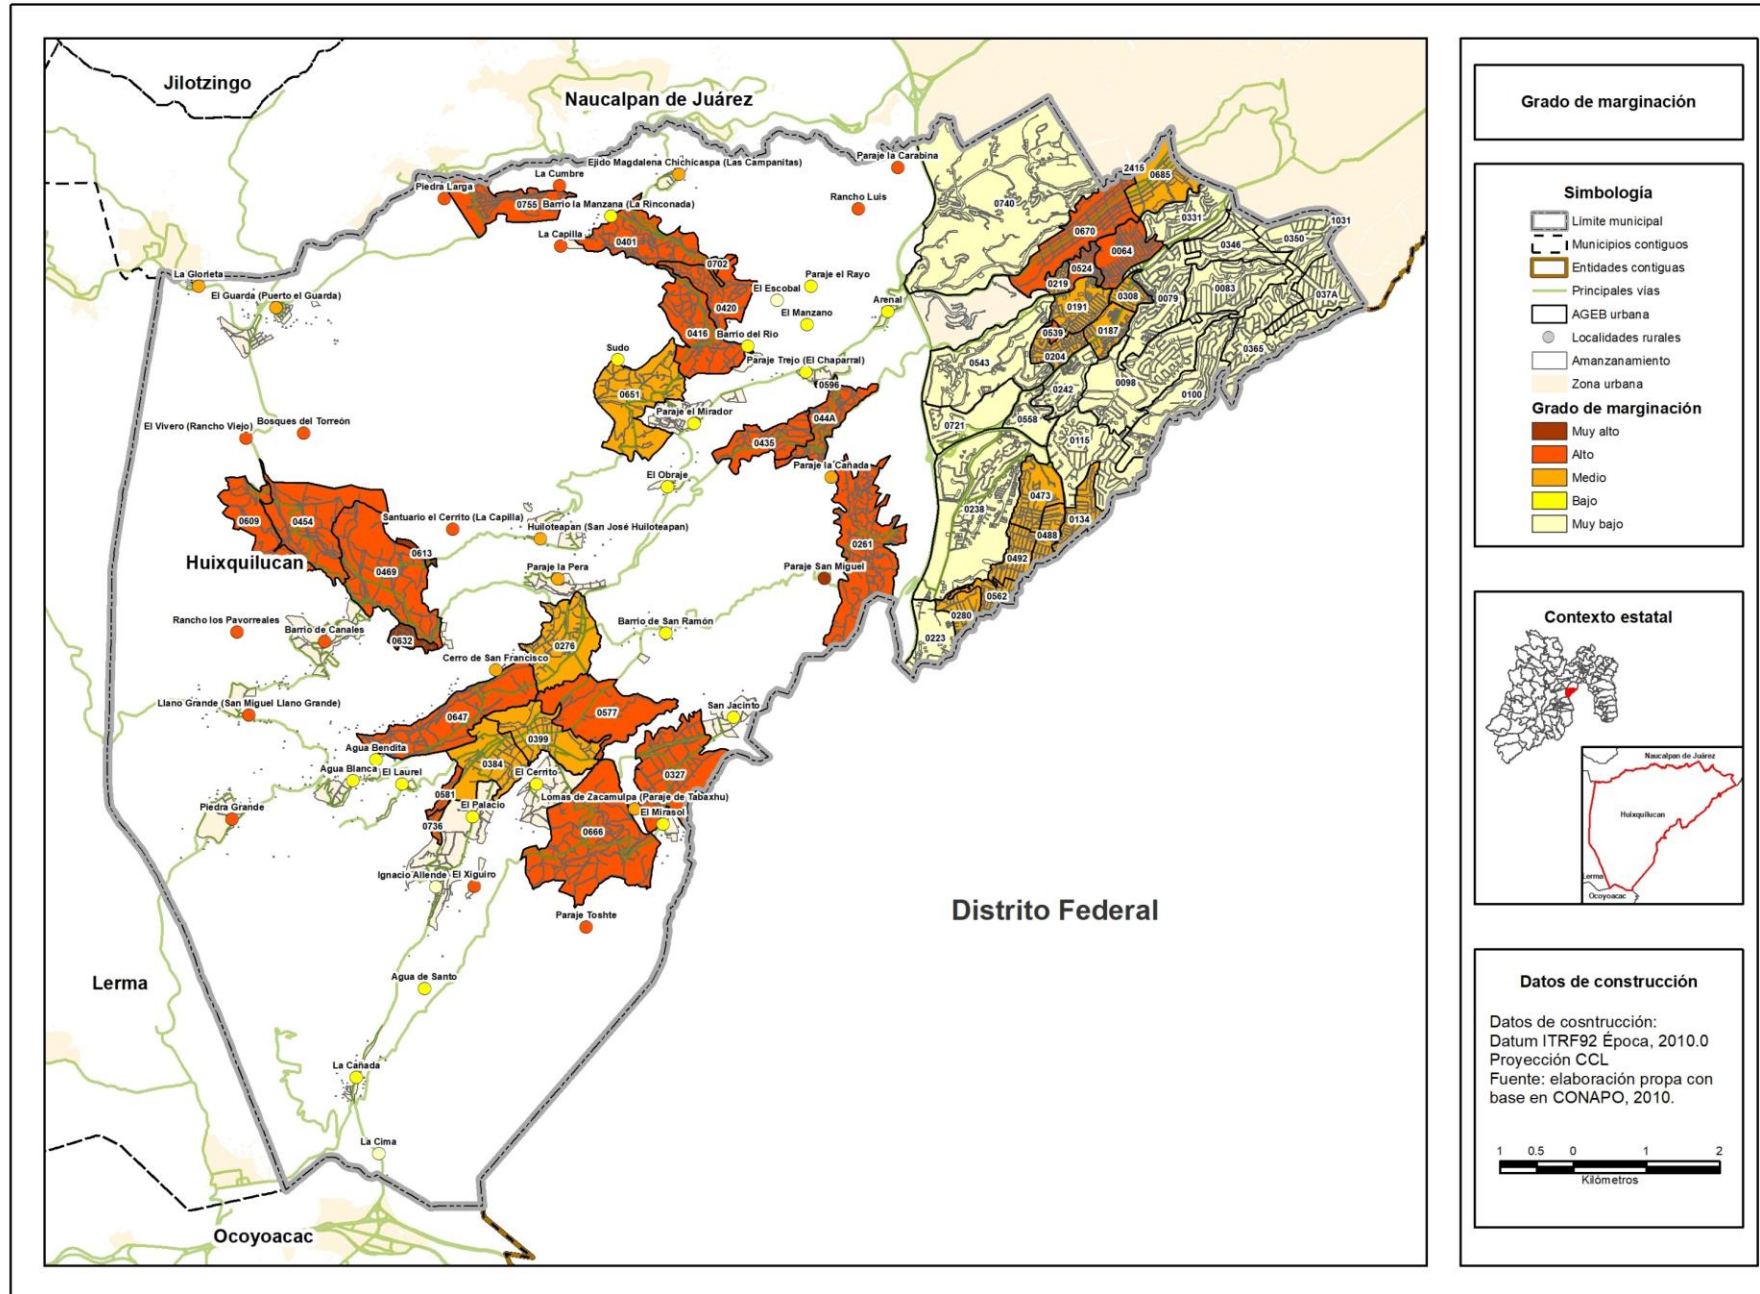 Jilotzingo
Naucalpan de Juárez
Ejido Magdalena Chichicaspa (Las Campanitas)
Paraje la Carabina
La Cumbre
Piedra Larga
0755
Barrio la Manzana (La Rinconada)
Rancho Luis
La Capilla
0401
0702
La Glorieta
El Guarda (Puerto el Guarda)
Paraje el Rayo
El Escobal
0420
El Manzano
Arenal
0416
Barrio del Rio
Sudo
Paraje Trejo (El Chaparral)
0596
0651
Paraje el Mirador
044A
0435
El Vivero (Rancho Viejo)
Bosques del Torreón
Paraje la Cañada
El Obraje
0609
0454
Santuario el Cerrito (La Capilla)
Huiloteapan (San José Huiloteapan)
0261
0613
Huixquilucan
0469
Paraje la Pera
Paraje San Miguel
Rancho los Pavorreales
Barrio de Canales
0632
Barrio de San Ramón
0276
Cerro de San Francisco
Llano Grande (San Miguel Llano Grande)
0647
0577
San Jacinto
0399
Agua Bendita
0384
Agua Blanca
El Laurel
El Cerrito
0327
0581
Lomas de Zacamulpa (Paraje de Tabaxhu)
Piedra Grande
El Palacio
El Mirasol
0736
0666
Ignacio Allende
El Xiguiro
Paraje Toshte
Distrito Federal
Lerma
Agua de Santo
La Cañada
La Cima
Ocoyoacac
2415
0685
0740
0331
1031
0670
0064
0346
0350
0524
0219
0308
0079
0083
037A
0191
0539
0187
0204
0365
0543
0242
0098
0100
0721
0558
0115
0238
0473
0134
0488
0492
0562
0280
0223
Grado de marginación
Simbología
Límite municipal
Municipios contiguos
Entidades contiguas
Principales vías
AGEB urbana
Localidades rurales
Amanzanamiento
Zona urbana
Grado de marginación
Muy alto
Alto
Medio
Bajo
Muy bajo
Contexto estatal
Naucalpan de Juárez
Huixquilucan
Lerma
Ocoyoacac
Datos de construcción
Datos de cosntrucción:
Datum ITRF92 Época, 2010.0
Proyección CCL
Fuente: elaboración propa con
base en CONAPO, 2010.
1 0.5 0 1 2
Kilómetros